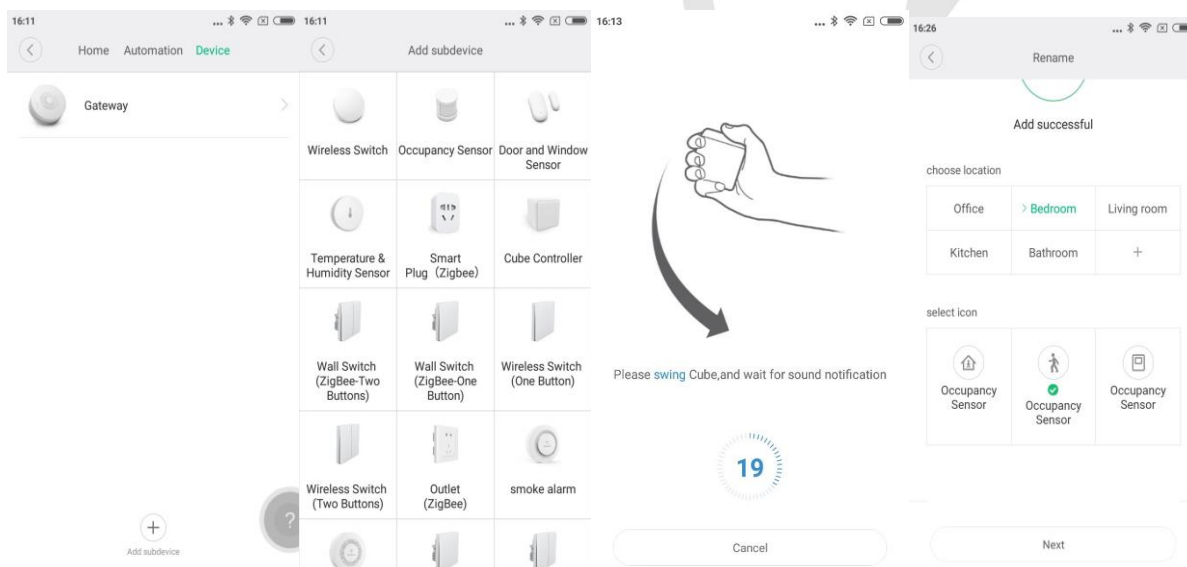 16:11
...
Home Automation Device
Gateway
?
Add subdevice
16:11
...
Add subdevice
Wireless Switch
Occupancy Sensor
Door and Window
Sensor
Temperature &
Humidity Sensor
Smart
Plug (Zigbee)
Cube Controller
Wall Switch
(ZigBee-Two
Buttons)
Wall Switch
(ZigBee-One
Button)
Wireless Switch
(One Button)
Wireless Switch
(Two Buttons)
Outlet
(ZigBee)
smoke alarm
16:13
...
Please swing Cube,and wait for sound notification
19
Cancel
16:26
...
Rename
Add successful
choose location
Office
> Bedroom
Living room
Kitchen
Bathroom
+
select icon
Occupancy
Sensor
Occupancy
Sensor
Occupancy
Sensor
Next